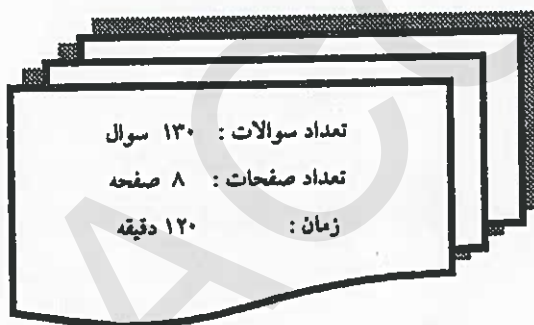 تعداد سوالات : ۱۳۰ سوال
تعداد صفحات : ۸ صفحه
زمان : ۱۲۰ دقیقه